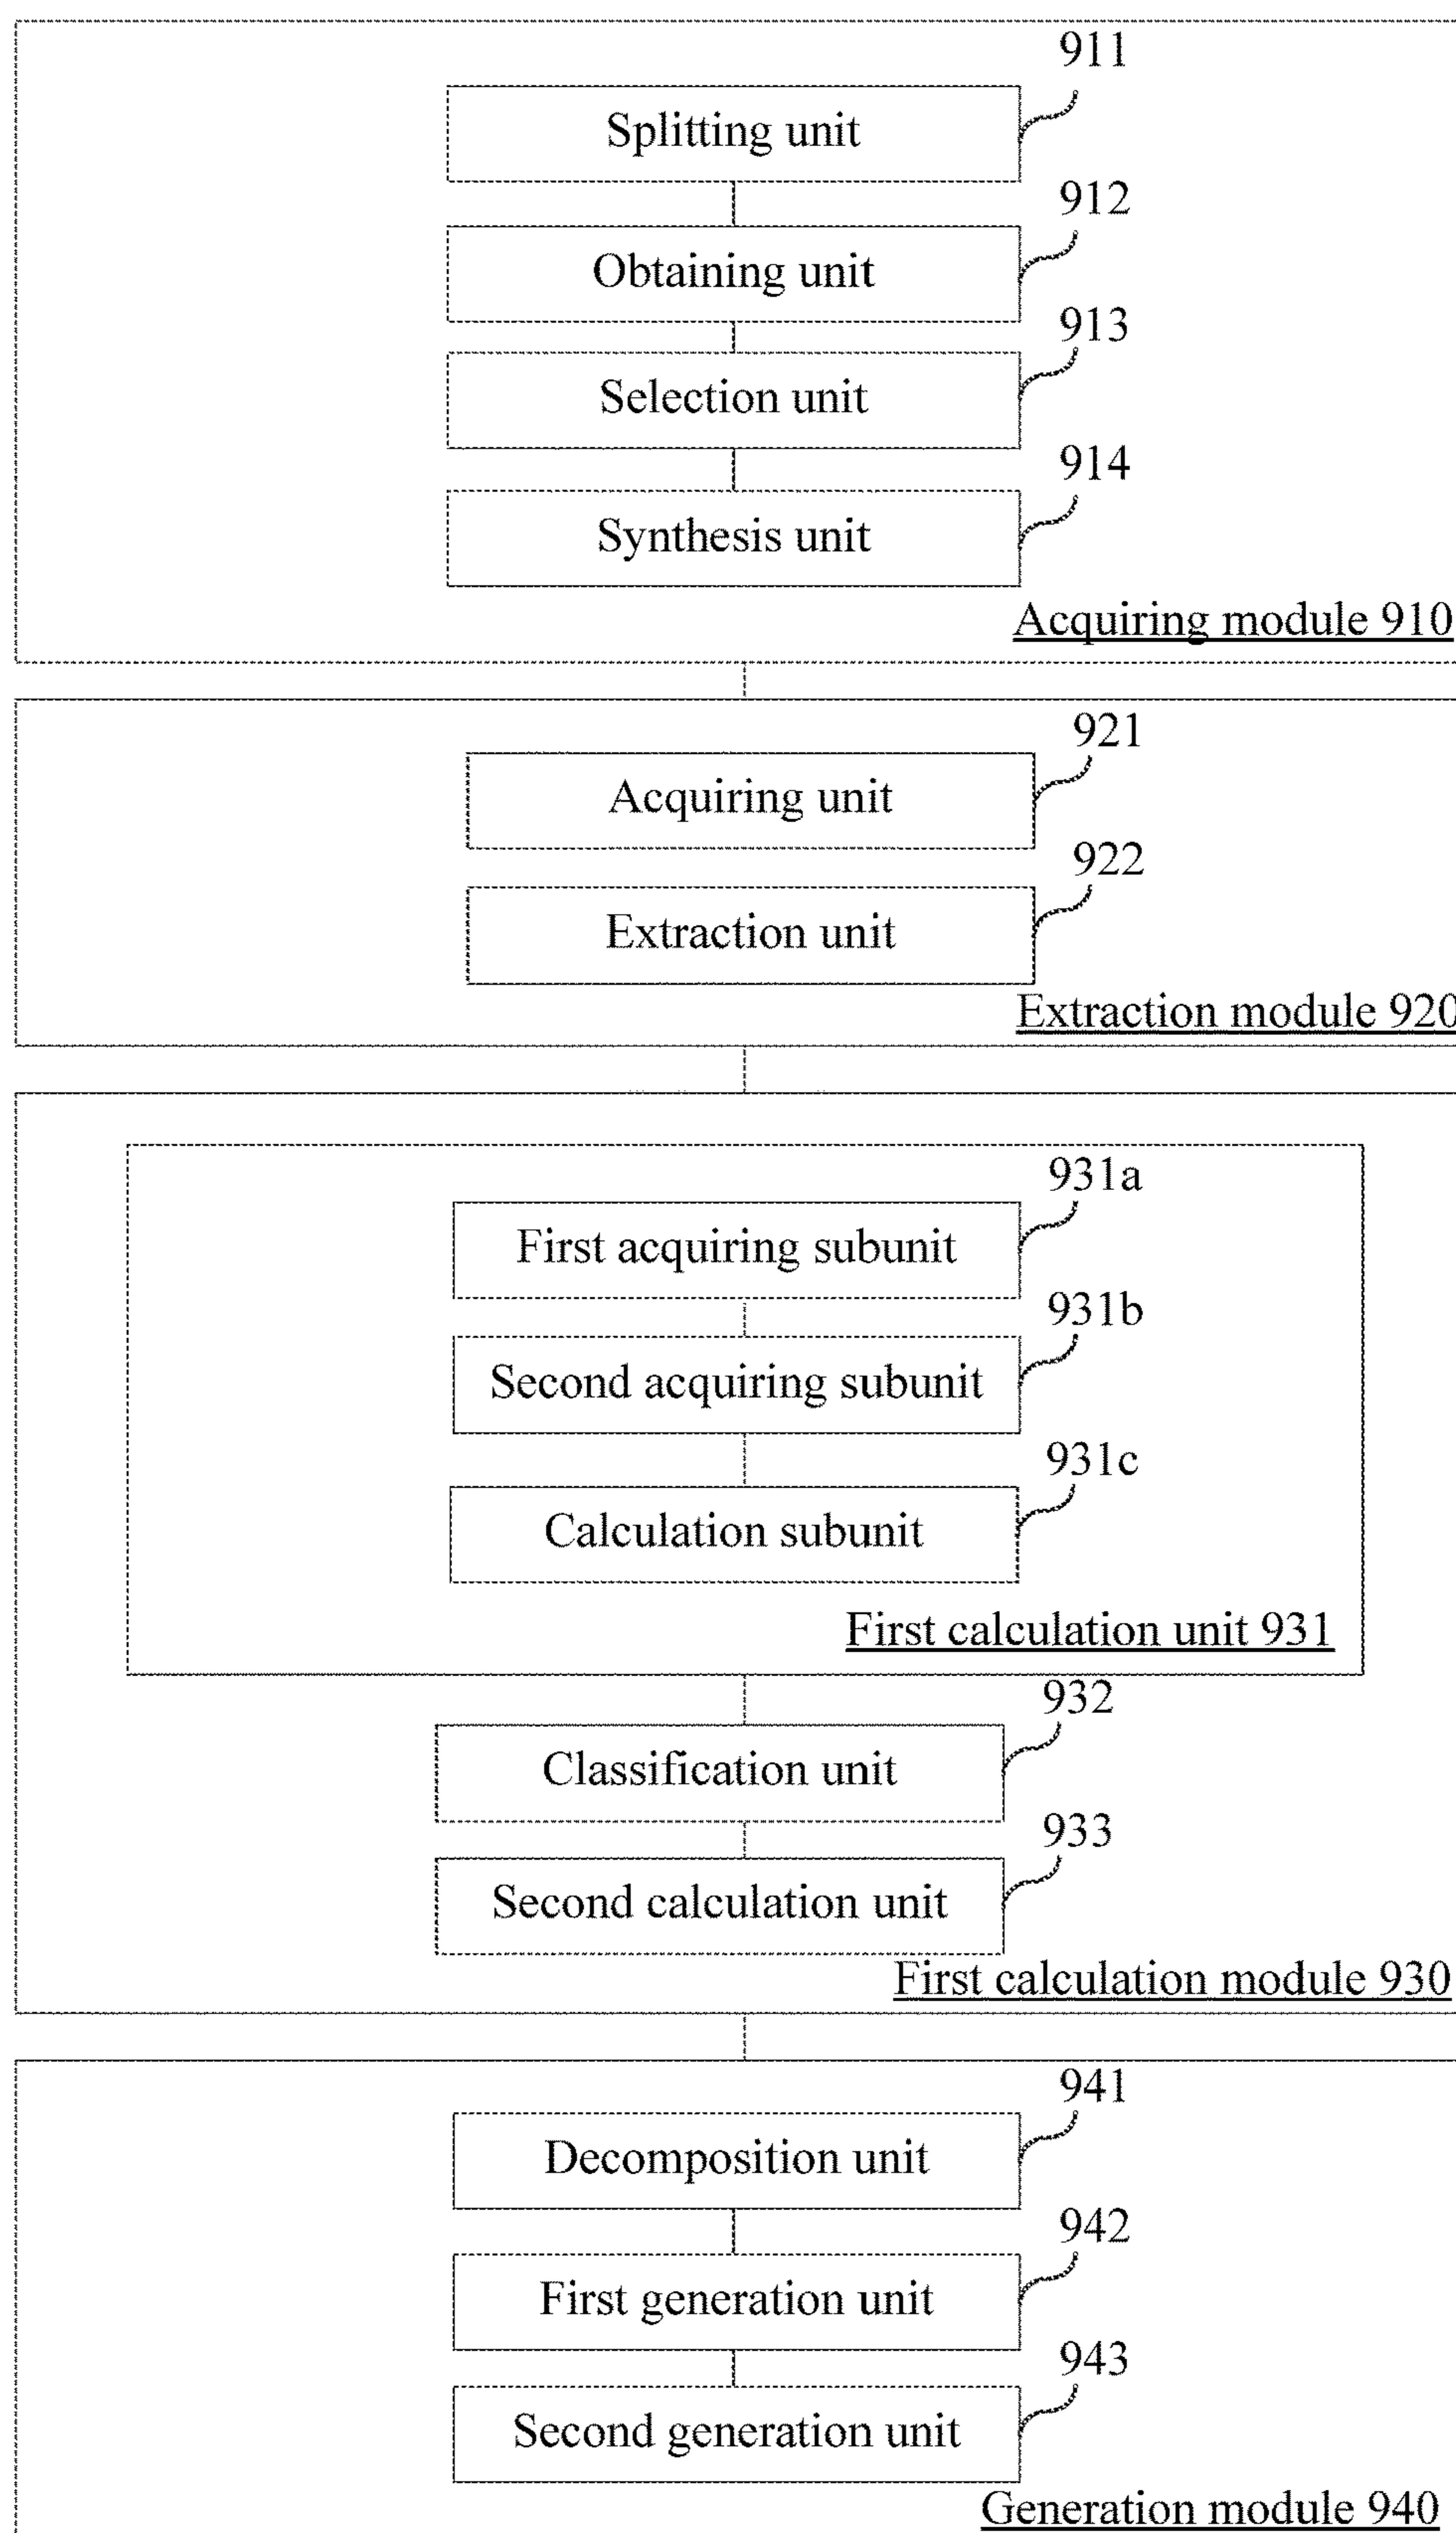 911
Splitting unit
912
Obtaining unit
913
Selection unit
914
Synthesis unit
Acquiring module 910
921
Acquiring unit
922
Extraction unit
Extraction module 920
931a
First acquiring subunit
931b
Second acquiring subunit
931c
Calculation subunit
First calculation unit 931
932
Classification unit
933
Second calculation unit
First calculation module 930
941
Decomposition unit
942
First generation unit
943
Second generation unit
Generation module 940